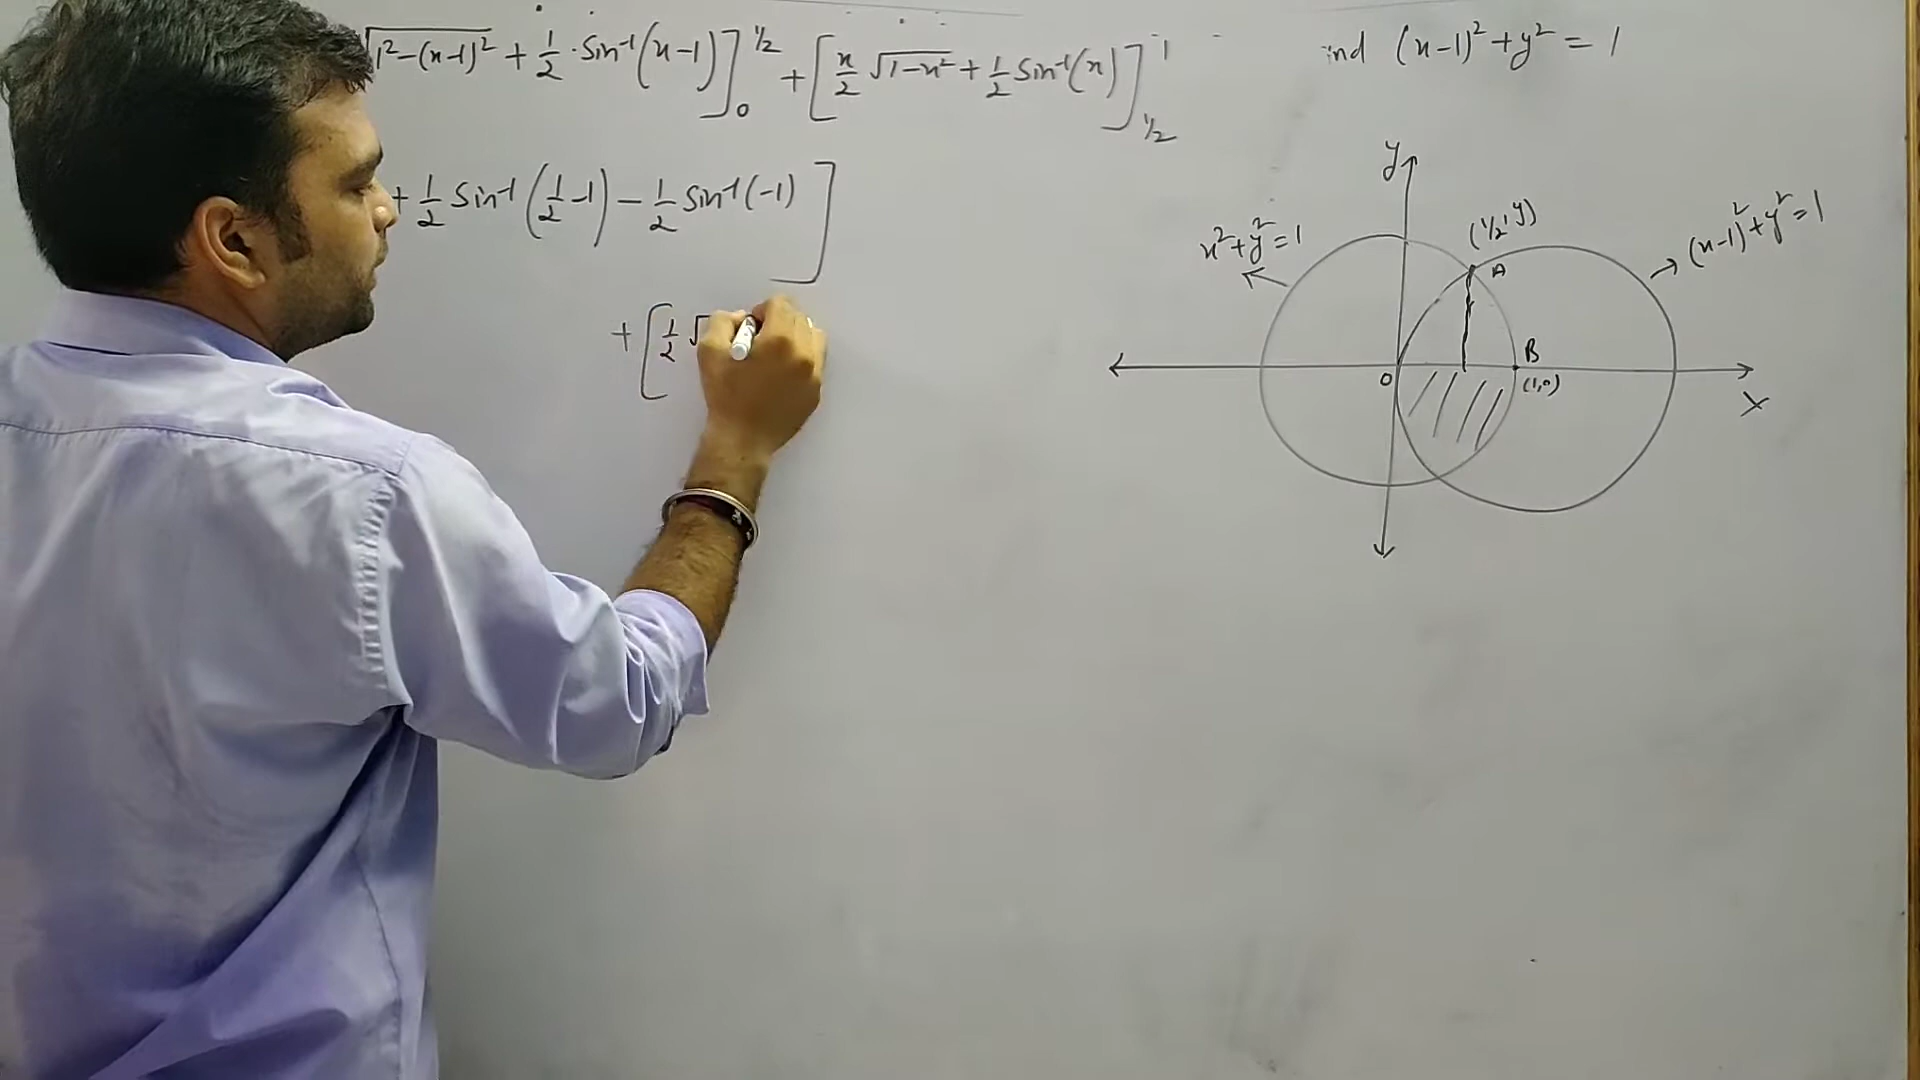 √1²-(x-1)² + 1/2 · Sin⁻¹(x-1)]₀^1/2 + [x/2 √1-x² + 1/2 Sin⁻¹(x)]_1/2^1
+ 1/2 Sin⁻¹(1/2 -1) - 1/2 Sin⁻¹(-1)]
+ [1/2 √
nd (x-1)² + y² = 1
y
x²+y²=1
(1/2, y)
(x-1)²+y²=1
A
B
O
(1,0)
X